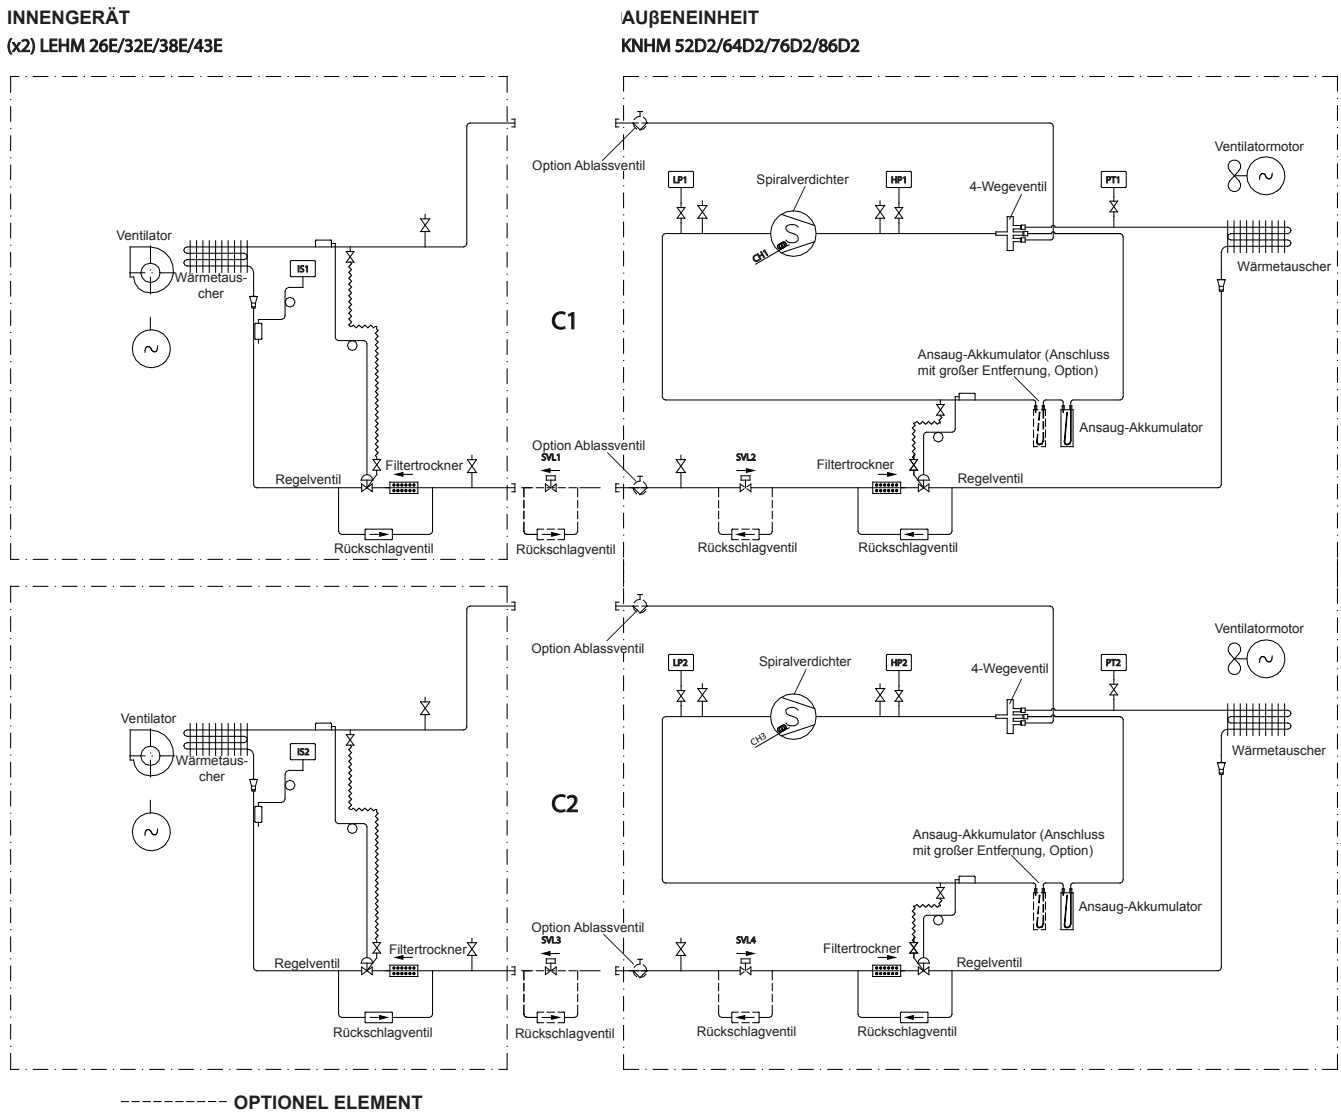 INNENGERÄT
(x2) LEHM 26E/32E/38E/43E
AUβENEINHEIT
KNHM 52D2/64D2/76D2/86D2
Option Ablassventil
LP1
Spiralverdichter
HP1
4-Wegeventil
PT1
Ventilatormotor
CH1
Wärmetauscher
Ventilator
Wärmetaus-
cher
IS1
C1
Ansaug-Akkumulator (Anschluss
mit großer Entfernung, Option)
Ansaug-Akkumulator
Regelventil
Filtertrockner
SVL1
Option Ablassventil
SVL2
Filtertrockner
Regelventil
Rückschlagventil
Rückschlagventil
Rückschlagventil
Rückschlagventil
Option Ablassventil
LP2
Spiralverdichter
HP2
4-Wegeventil
PT2
Ventilatormotor
CH3
Wärmetauscher
Ventilator
Wärmetaus-
cher
IS2
C2
Ansaug-Akkumulator (Anschluss
mit großer Entfernung, Option)
Ansaug-Akkumulator
Regelventil
Filtertrockner
SVL3
Option Ablassventil
SVL4
Filtertrockner
Regelventil
Rückschlagventil
Rückschlagventil
Rückschlagventil
Rückschlagventil
OPTIONEL ELEMENT